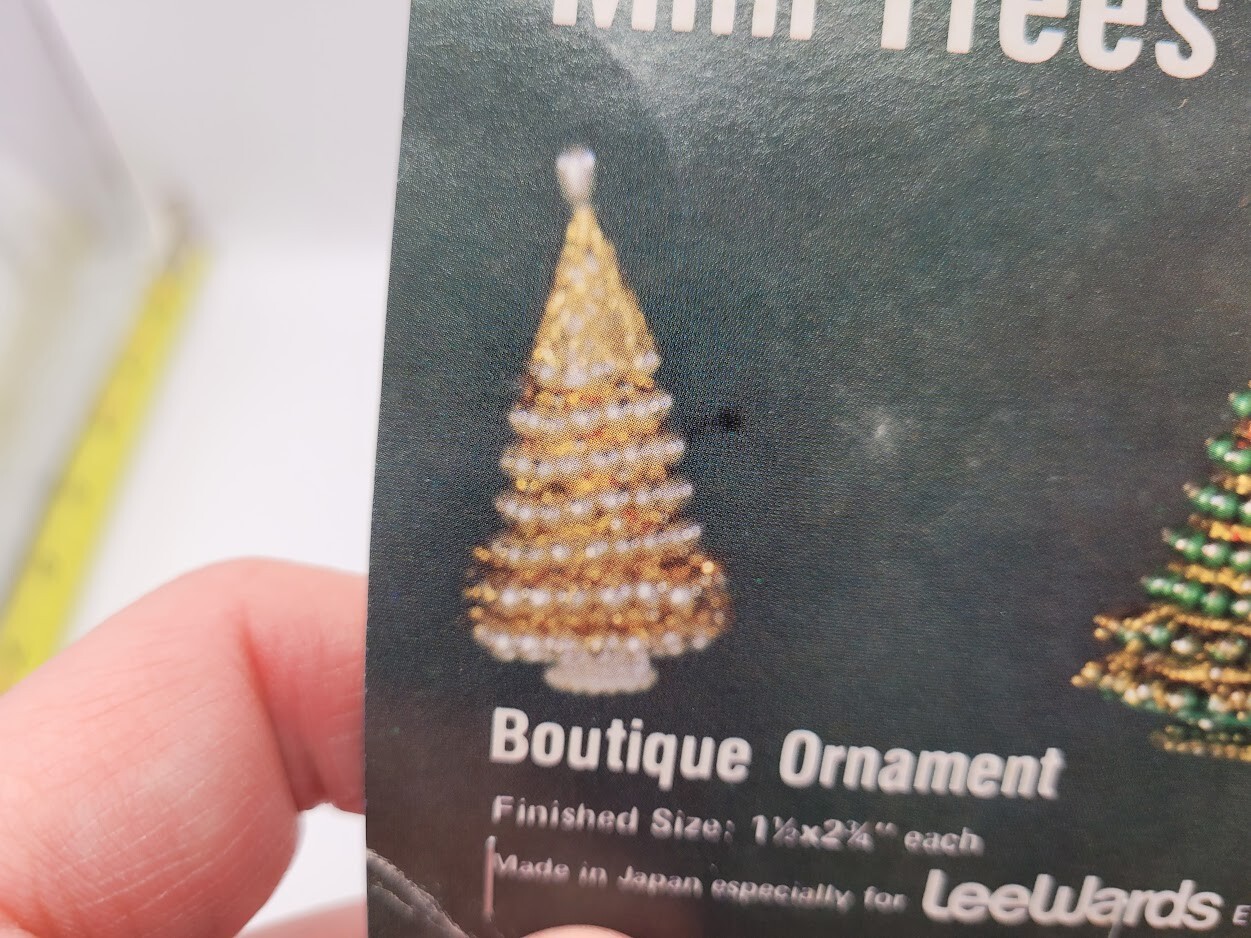 Mini Trees
Boutique Ornament
Finished Size: 1½x2¾" each
Made in Japan especially for LeeWards E